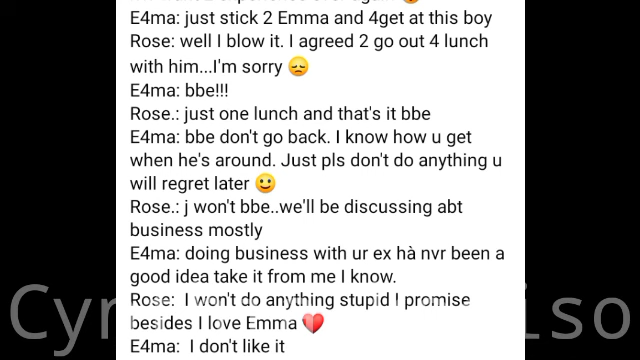 E4ma: just stick 2 Emma and 4get at this boy
Rose: well I blow it. I agreed 2 go out 4 lunch
with him...I'm sorry 😞
E4ma: bbe!!!
Rose.: just one lunch and that's it bbe
E4ma: bbe don't go back. I know how u get
when he's around. Just pls don't do anything u
will regret later 🙂
Rose.: j won't bbe..we'll be discussing abt
business mostly
E4ma: doing business with ur ex hà nvr been a
good idea take it from me I know.
Rose: I won't do anything stupid I promise
besides I love Emma 💔
E4ma: I don't like it